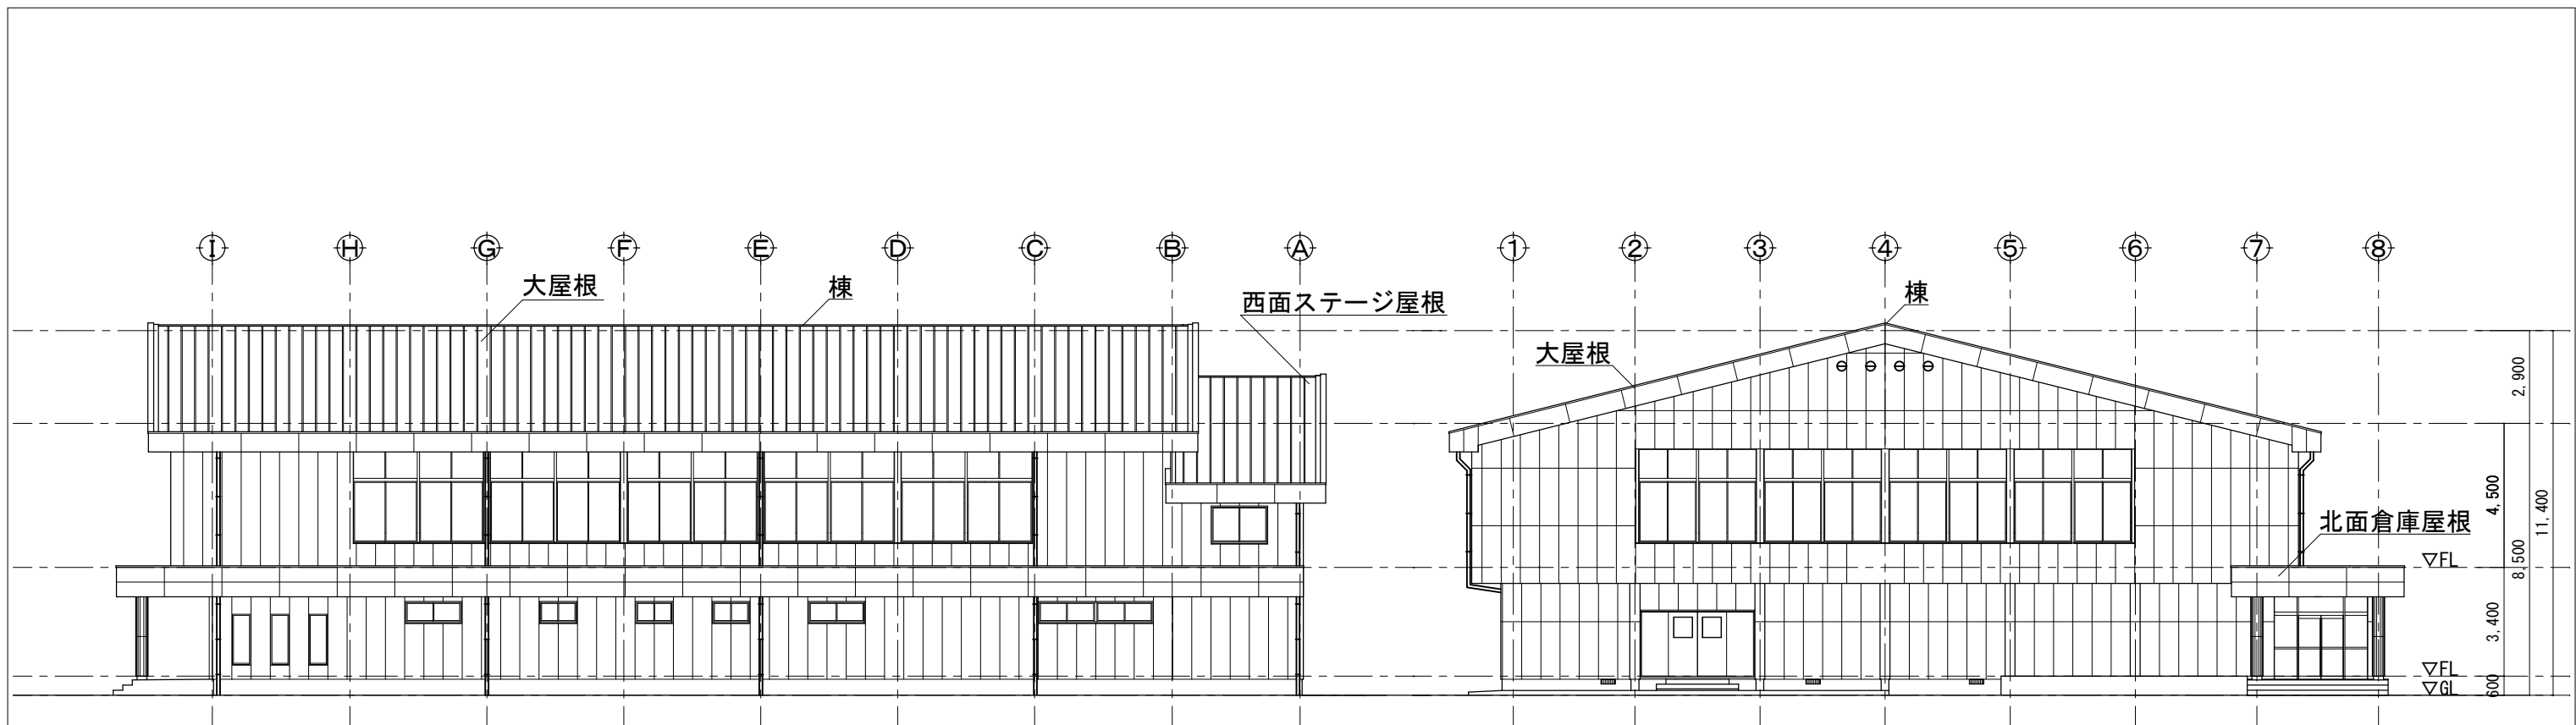 I H G F E D C B A
1 2 3 4 5 6 7 8
大屋根
棟
西面ステージ屋根
棟
大屋根
北面倉庫屋根
▽FL
▽FL
▽GL
2,900
4,500
3,400
600
8,500
11,400